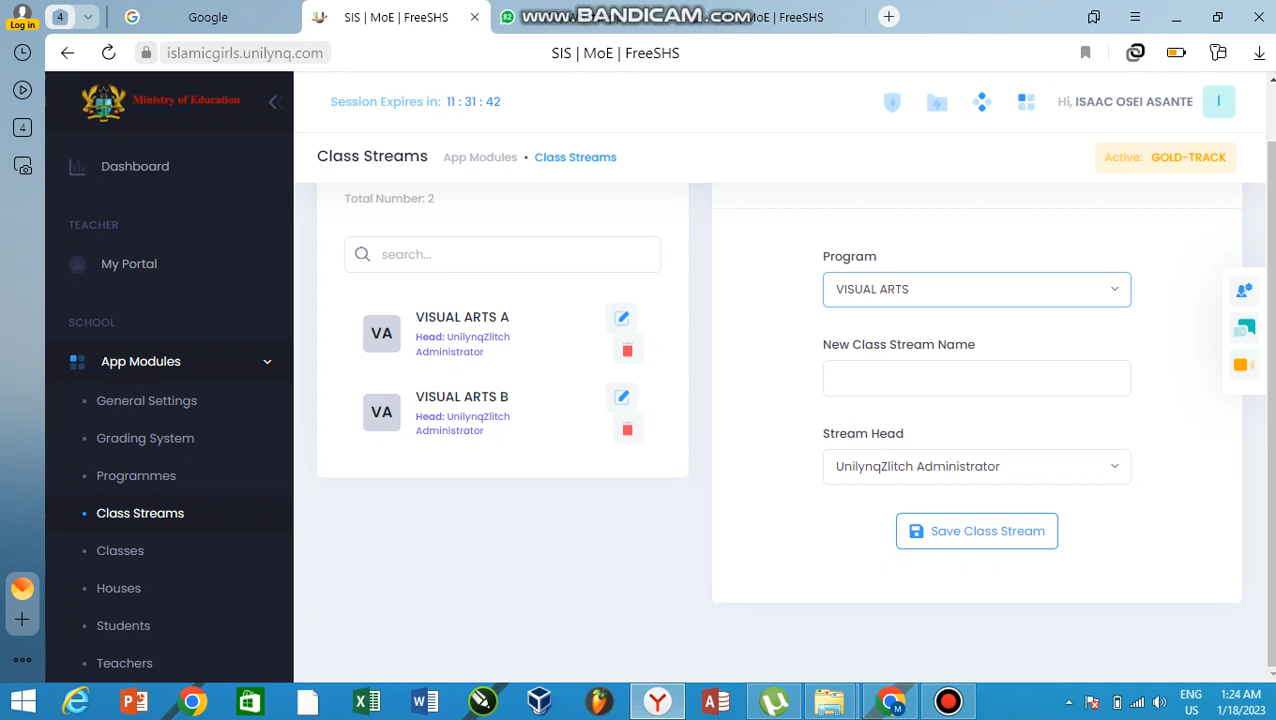 Log in
4
Google
SIS | MoE | FreeSHS
82
www.BANDICAM.com
MoE | FreeSHS
islamicgirls.unilynq.com
SIS | MoE | FreeSHS
4
Ministry of Education
Session Expires in: 11 : 31 : 42
Hi, ISAAC OSEI ASANTE
I
Class Streams
App Modules
•
Class Streams
Active: GOLD-TRACK
Dashboard
TEACHER
My Portal
SCHOOL
App Modules
General Settings
Grading System
Programmes
Class Streams
Classes
Houses
Students
Teachers
Total Number: 2
search...
VA
VISUAL ARTS A
Head: UnilynqZlitch
Administrator
VA
VISUAL ARTS B
Head: UnilynqZlitch
Administrator
Program
VISUAL ARTS
New Class Stream Name
Stream Head
UnilynqZlitch Administrator
Save Class Stream
ENG
US
1:24 AM
1/18/2023